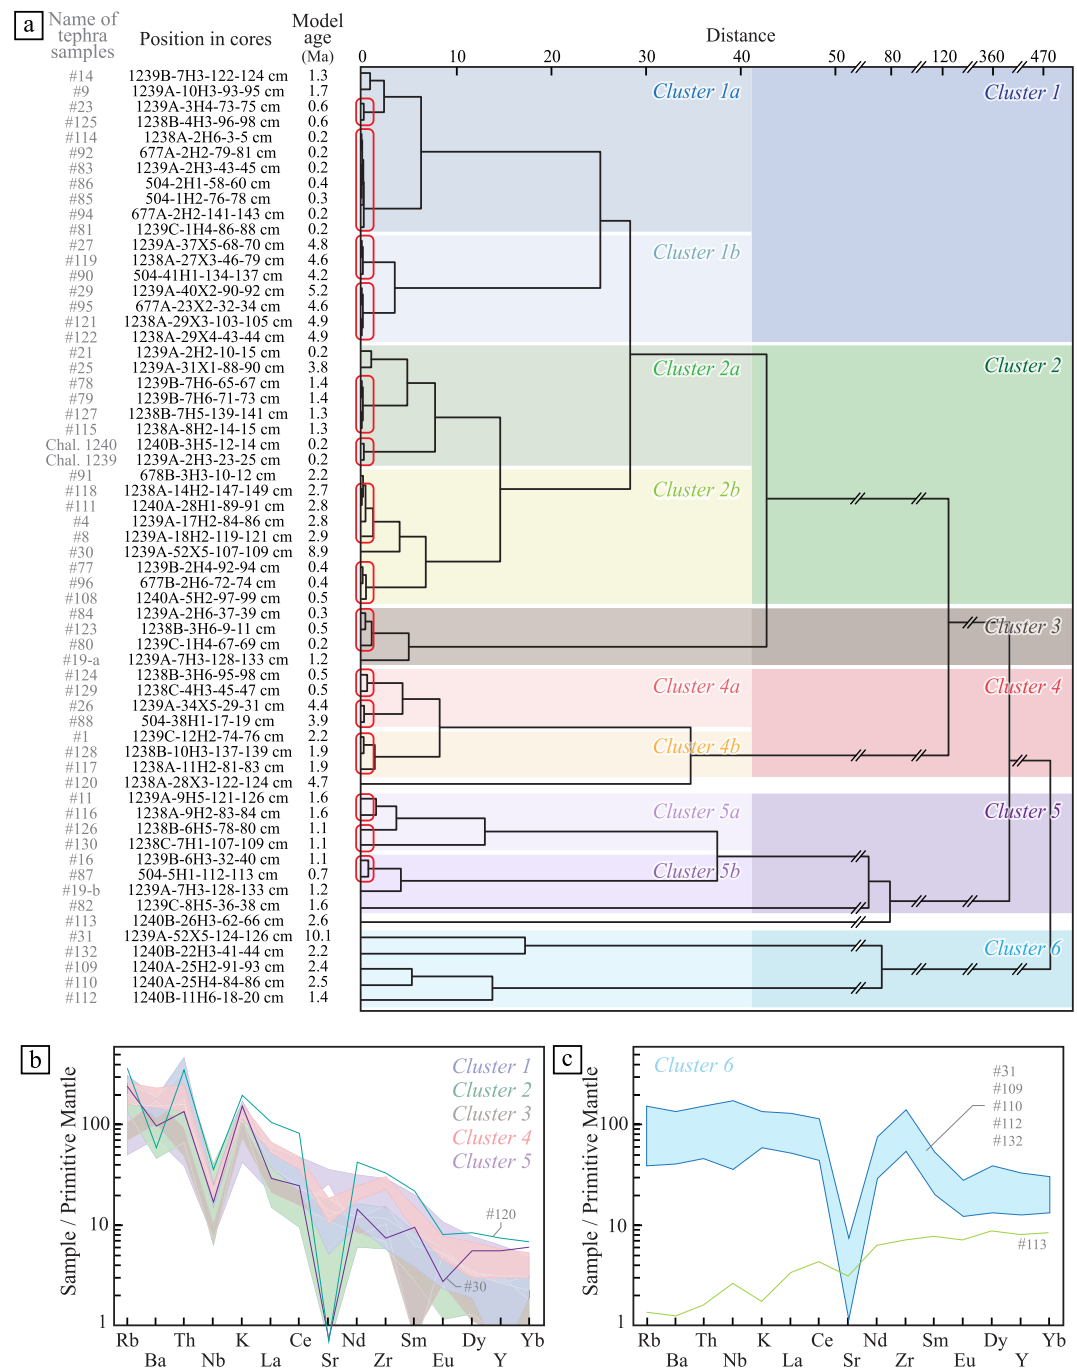 a
Name of tephra samples
Position in cores
Model age (Ma)
Distance
0 10 20 30 40 50 80 120 360 470
#14 1239B-7H3-122-124 cm 1.3
#9 1239A-10H3-93-95 cm 1.7
#23 1239A-3H4-73-75 cm 0.6
#125 1238B-4H3-96-98 cm 0.6
#114 1238A-2H6-3-5 cm 0.2
#92 677A-2H2-79-81 cm 0.2
#83 1239A-2H3-43-45 cm 0.2
#86 504-2H1-58-60 cm 0.4
#85 504-1H2-76-78 cm 0.3
#94 677A-2H2-141-143 cm 0.2
#81 1239C-1H4-86-88 cm 0.2
#27 1239A-37X5-68-70 cm 4.8
#119 1238A-27X3-46-79 cm 4.6
#90 504-41H1-134-137 cm 4.2
#29 1239A-40X2-90-92 cm 5.2
#95 677A-23X2-32-34 cm 4.6
#121 1238A-29X3-103-105 cm 4.9
#122 1238A-29X4-43-44 cm 4.9
#21 1239A-2H2-10-15 cm 0.2
#25 1239A-31X1-88-90 cm 3.8
#78 1239B-7H6-65-67 cm 1.4
#79 1239B-7H6-71-73 cm 1.4
#127 1238B-7H5-139-141 cm 1.3
#115 1238A-8H2-14-15 cm 1.3
Chal. 1240 1240B-3H5-12-14 cm 0.2
Chal. 1239 1239A-2H3-23-25 cm 0.2
#91 678B-3H3-10-12 cm 2.2
#118 1238A-14H2-147-149 cm 2.7
#111 1240A-28H1-89-91 cm 2.8
#4 1239A-17H2-84-86 cm 2.8
#8 1239A-18H2-119-121 cm 2.9
#30 1239A-52X5-107-109 cm 8.9
#77 1239B-2H4-92-94 cm 0.4
#96 677B-2H6-72-74 cm 0.4
#108 1240A-5H2-97-99 cm 0.5
#84 1239A-2H6-37-39 cm 0.3
#123 1238B-3H6-9-11 cm 0.5
#80 1239C-1H4-67-69 cm 0.2
#19-a 1239A-7H3-128-133 cm 1.2
#124 1238B-3H6-95-98 cm 0.5
#129 1238C-4H3-45-47 cm 0.5
#26 1239A-34X5-29-31 cm 4.4
#88 504-38H1-17-19 cm 3.9
#1 1239C-12H2-74-76 cm 2.2
#128 1238B-10H3-137-139 cm 1.9
#117 1238A-11H2-81-83 cm 1.9
#120 1238A-28X3-122-124 cm 4.7
#11 1239A-9H5-121-126 cm 1.6
#116 1238A-9H2-83-84 cm 1.6
#126 1238B-6H5-78-80 cm 1.1
#130 1238C-7H1-107-109 cm 1.1
#16 1239B-6H3-32-40 cm 1.1
#87 504-5H1-112-113 cm 0.7
#19-b 1239A-7H3-128-133 cm 1.2
#82 1239C-8H5-36-38 cm 1.6
#113 1240B-26H3-62-66 cm 2.6
#31 1239A-52X5-124-126 cm 10.1
#132 1240B-22H3-41-44 cm 2.2
#109 1240A-25H2-91-93 cm 2.4
#110 1240A-25H4-84-86 cm 2.5
#112 1240B-11H6-18-20 cm 1.4
Cluster 1a
Cluster 1
Cluster 1b
Cluster 2a
Cluster 2
Cluster 2b
Cluster 3
Cluster 4a
Cluster 4
Cluster 4b
Cluster 5a
Cluster 5
Cluster 5b
Cluster 6
b
Sample / Primitive Mantle
100
10
1
Cluster 1
Cluster 2
Cluster 3
Cluster 4
Cluster 5
#120
#30
Rb Ba Th Nb K La Ce Sr Nd Zr Sm Eu Dy Y Yb
c
Sample / Primitive Mantle
100
10
1
Cluster 6
#31
#109
#110
#112
#132
#113
Rb Ba Th Nb K La Ce Sr Nd Zr Sm Eu Dy Y Yb